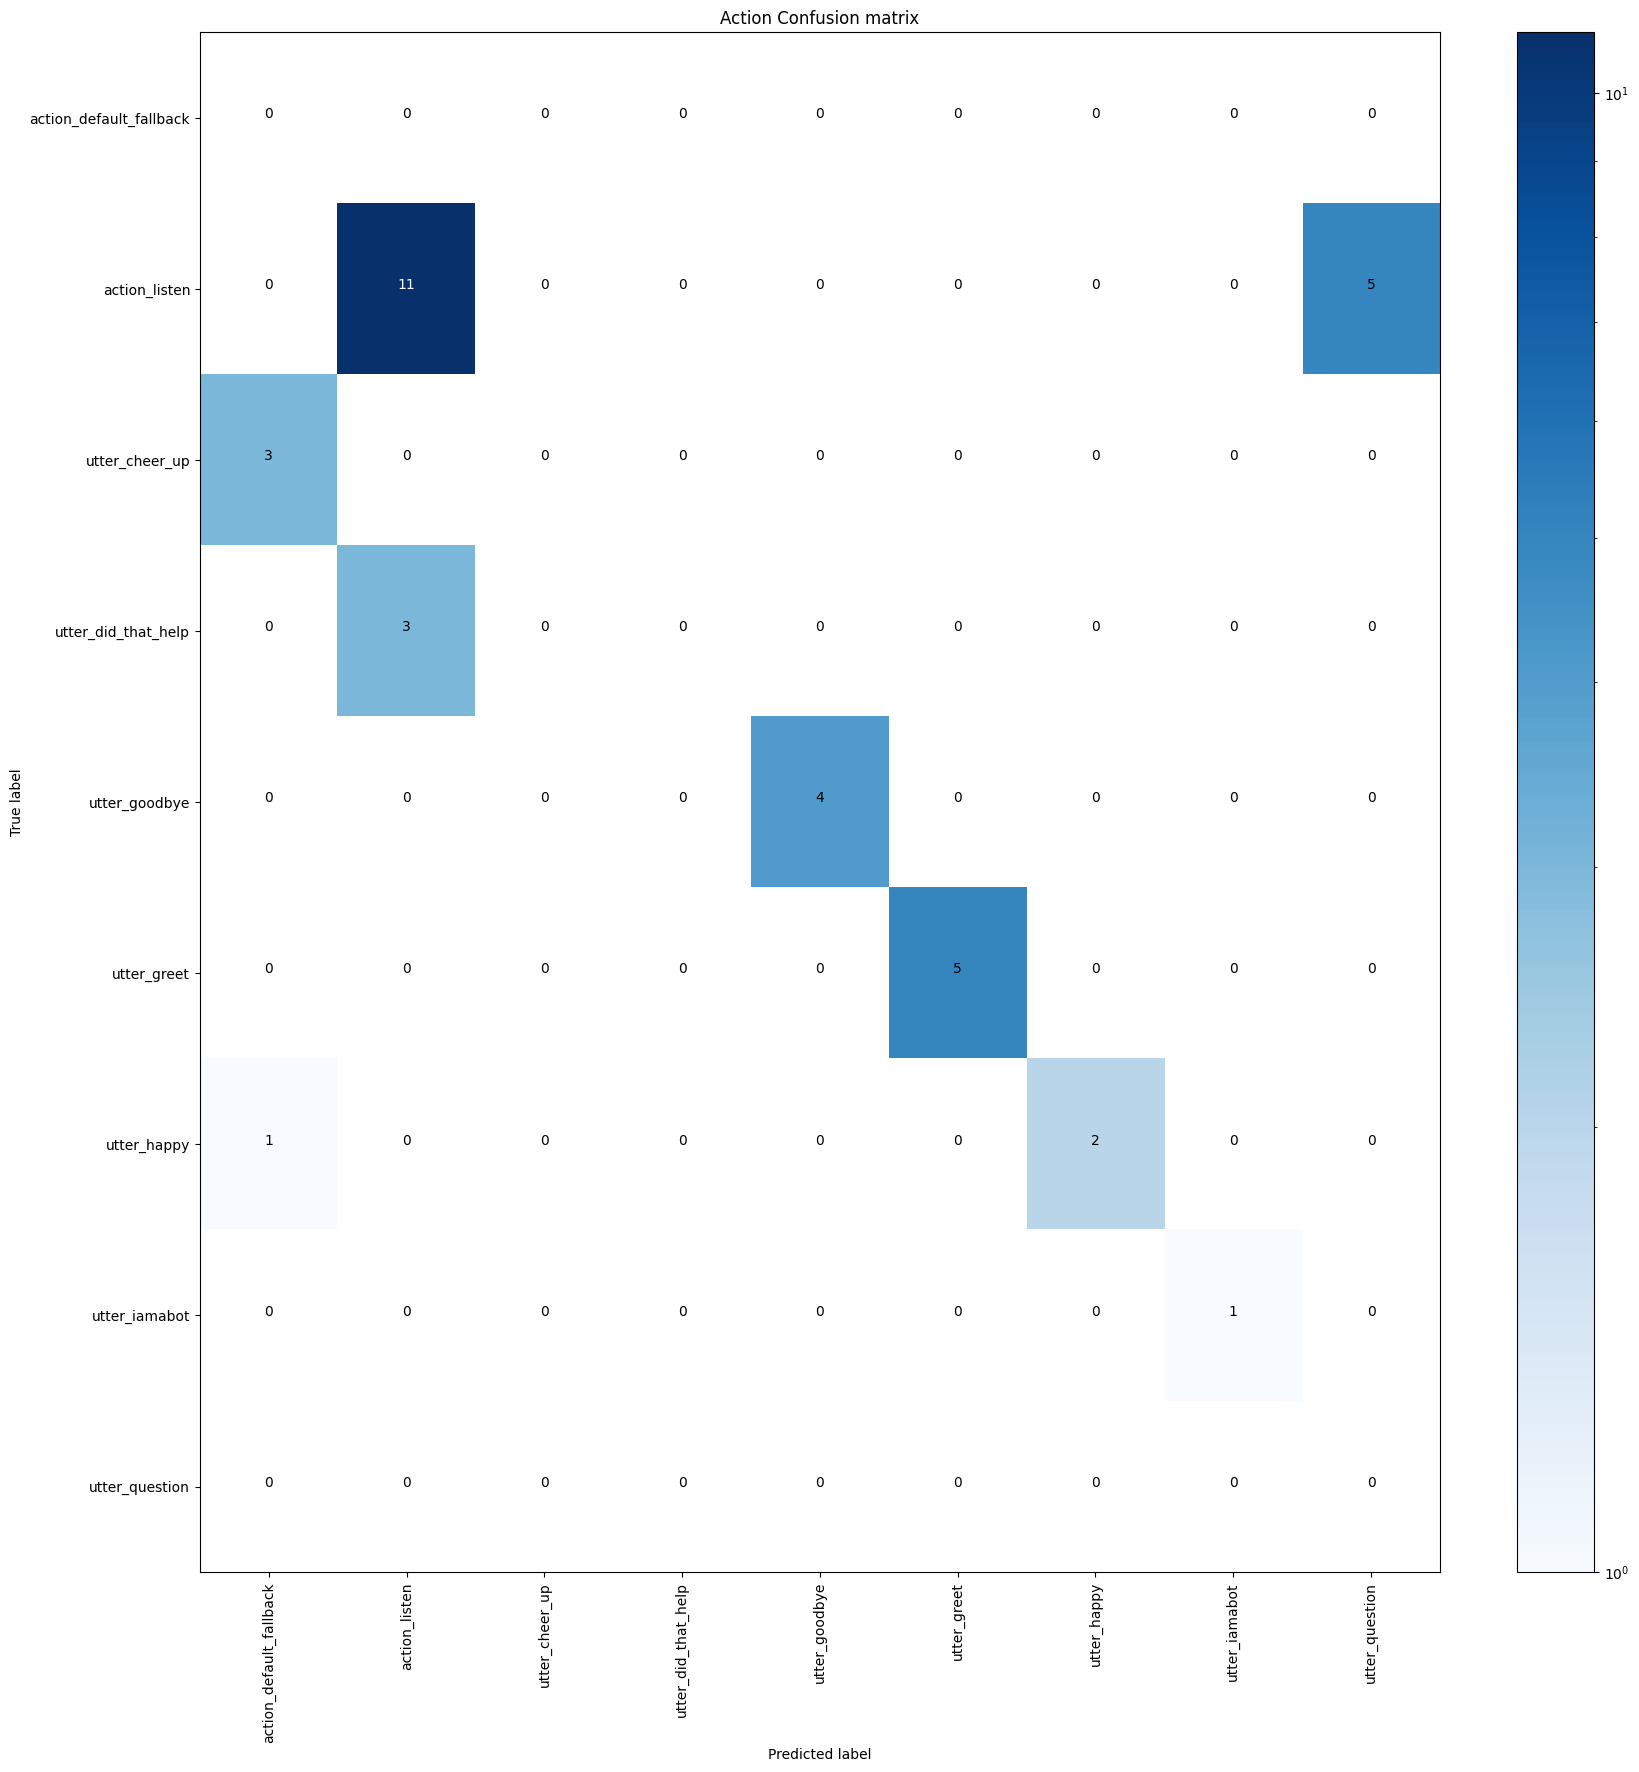 Action Confusion matrix
action_default_fallback 0 0 0 0 0 0 0 0 0
action_listen 0 11 0 0 0 0 0 0 5
utter_cheer_up 3 0 0 0 0 0 0 0 0
utter_did_that_help 0 3 0 0 0 0 0 0 0
utter_goodbye 0 0 0 0 4 0 0 0 0
utter_greet 0 0 0 0 0 5 0 0 0
utter_happy 1 0 0 0 0 0 2 0 0
utter_iamabot 0 0 0 0 0 0 0 1 0
utter_question 0 0 0 0 0 0 0 0 0
True label
action_default_fallback
action_listen
utter_cheer_up
utter_did_that_help
utter_goodbye
utter_greet
utter_happy
utter_iamabot
utter_question
Predicted label
10¹
10⁰